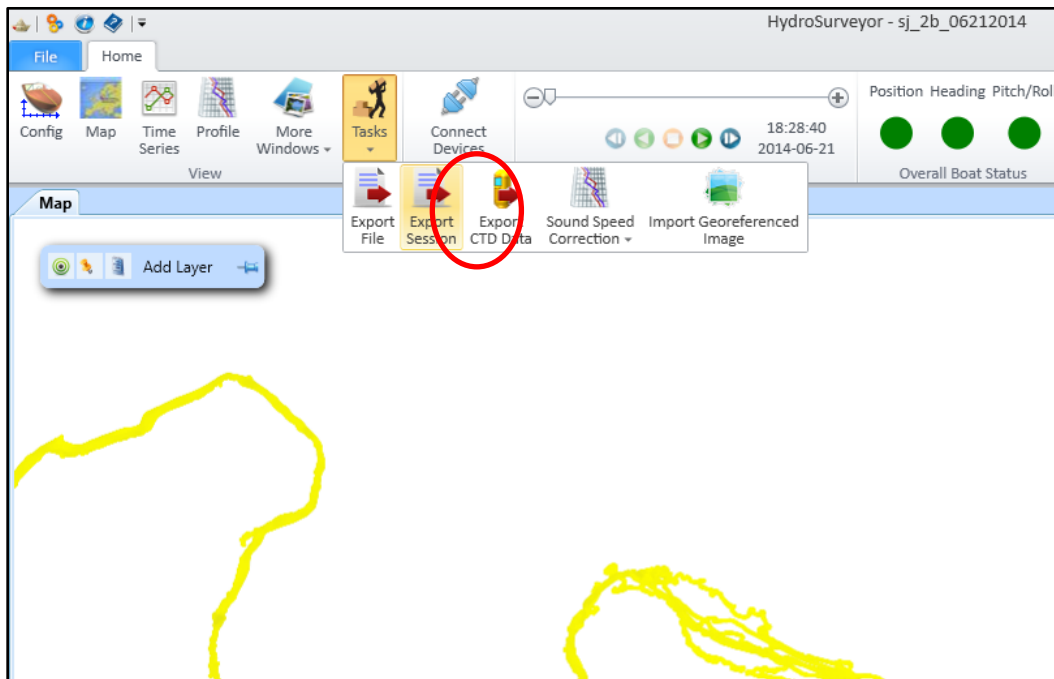 HydroSurveyor - sj_2b_06212014
File Home
Config Map Time Series Profile More Windows Tasks Connect Devices
18:28:40
2014-06-21
Position Heading Pitch/Roll
View
Overall Boat Status
Map
Export File Export Session Export CTD Data Sound Speed Correction Import Georeferenced Image
Add Layer